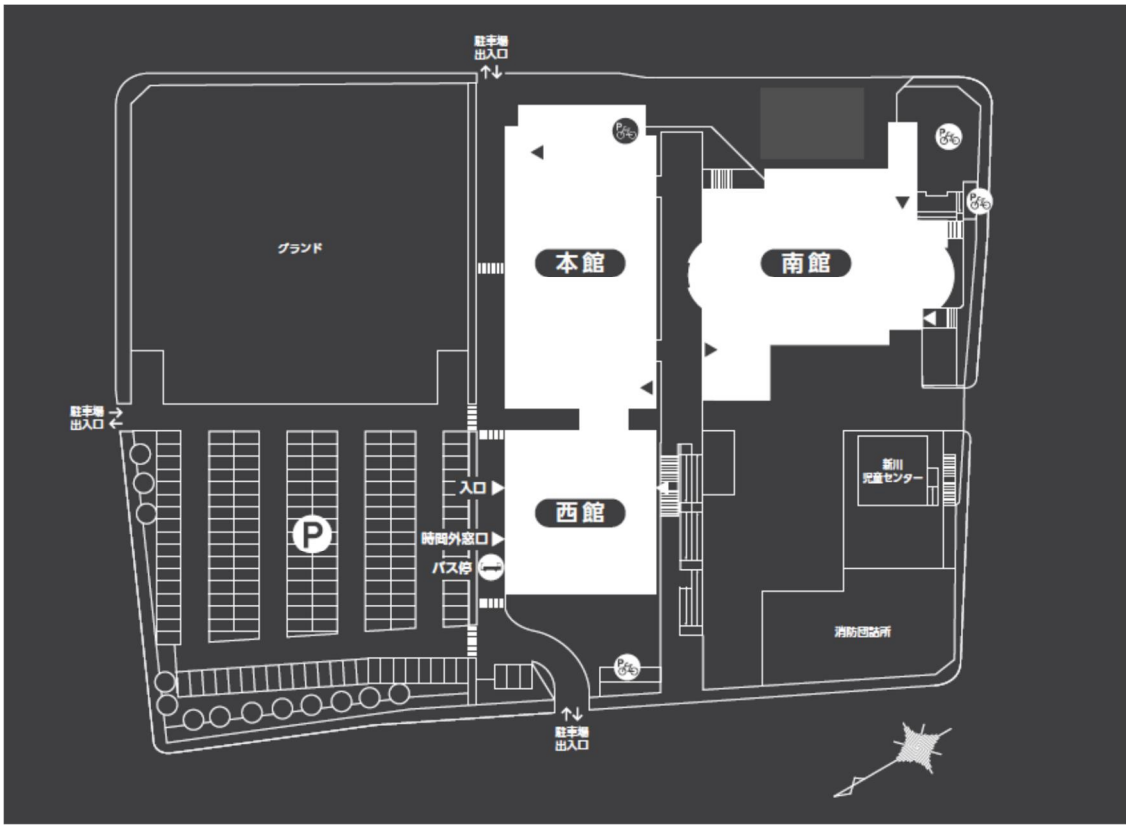 駐車場
出入口
グランド
本館
南館
駐車場
出入口
入口
西館
新川
児童センター
P
時間外窓口
バス停
消防団詰所
駐車場
出入口
P
P
P
P